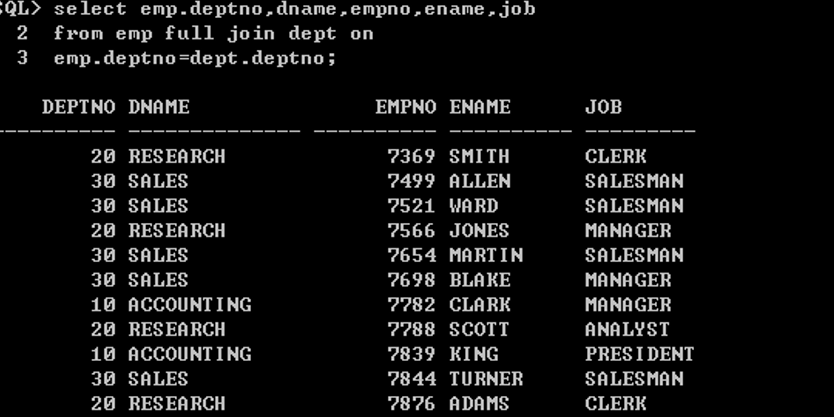 SQL> select emp.deptno,dname,empno,ename,job
2 from emp full join dept on
3 emp.deptno=dept.deptno;
DEPTNO DNAME EMPNO ENAME JOB
---------- -------------- ---------- ---------- ---------
20 RESEARCH 7369 SMITH CLERK
30 SALES 7499 ALLEN SALESMAN
30 SALES 7521 WARD SALESMAN
20 RESEARCH 7566 JONES MANAGER
30 SALES 7654 MARTIN SALESMAN
30 SALES 7698 BLAKE MANAGER
10 ACCOUNTING 7782 CLARK MANAGER
20 RESEARCH 7788 SCOTT ANALYST
10 ACCOUNTING 7839 KING PRESIDENT
30 SALES 7844 TURNER SALESMAN
20 RESEARCH 7876 ADAMS CLERK